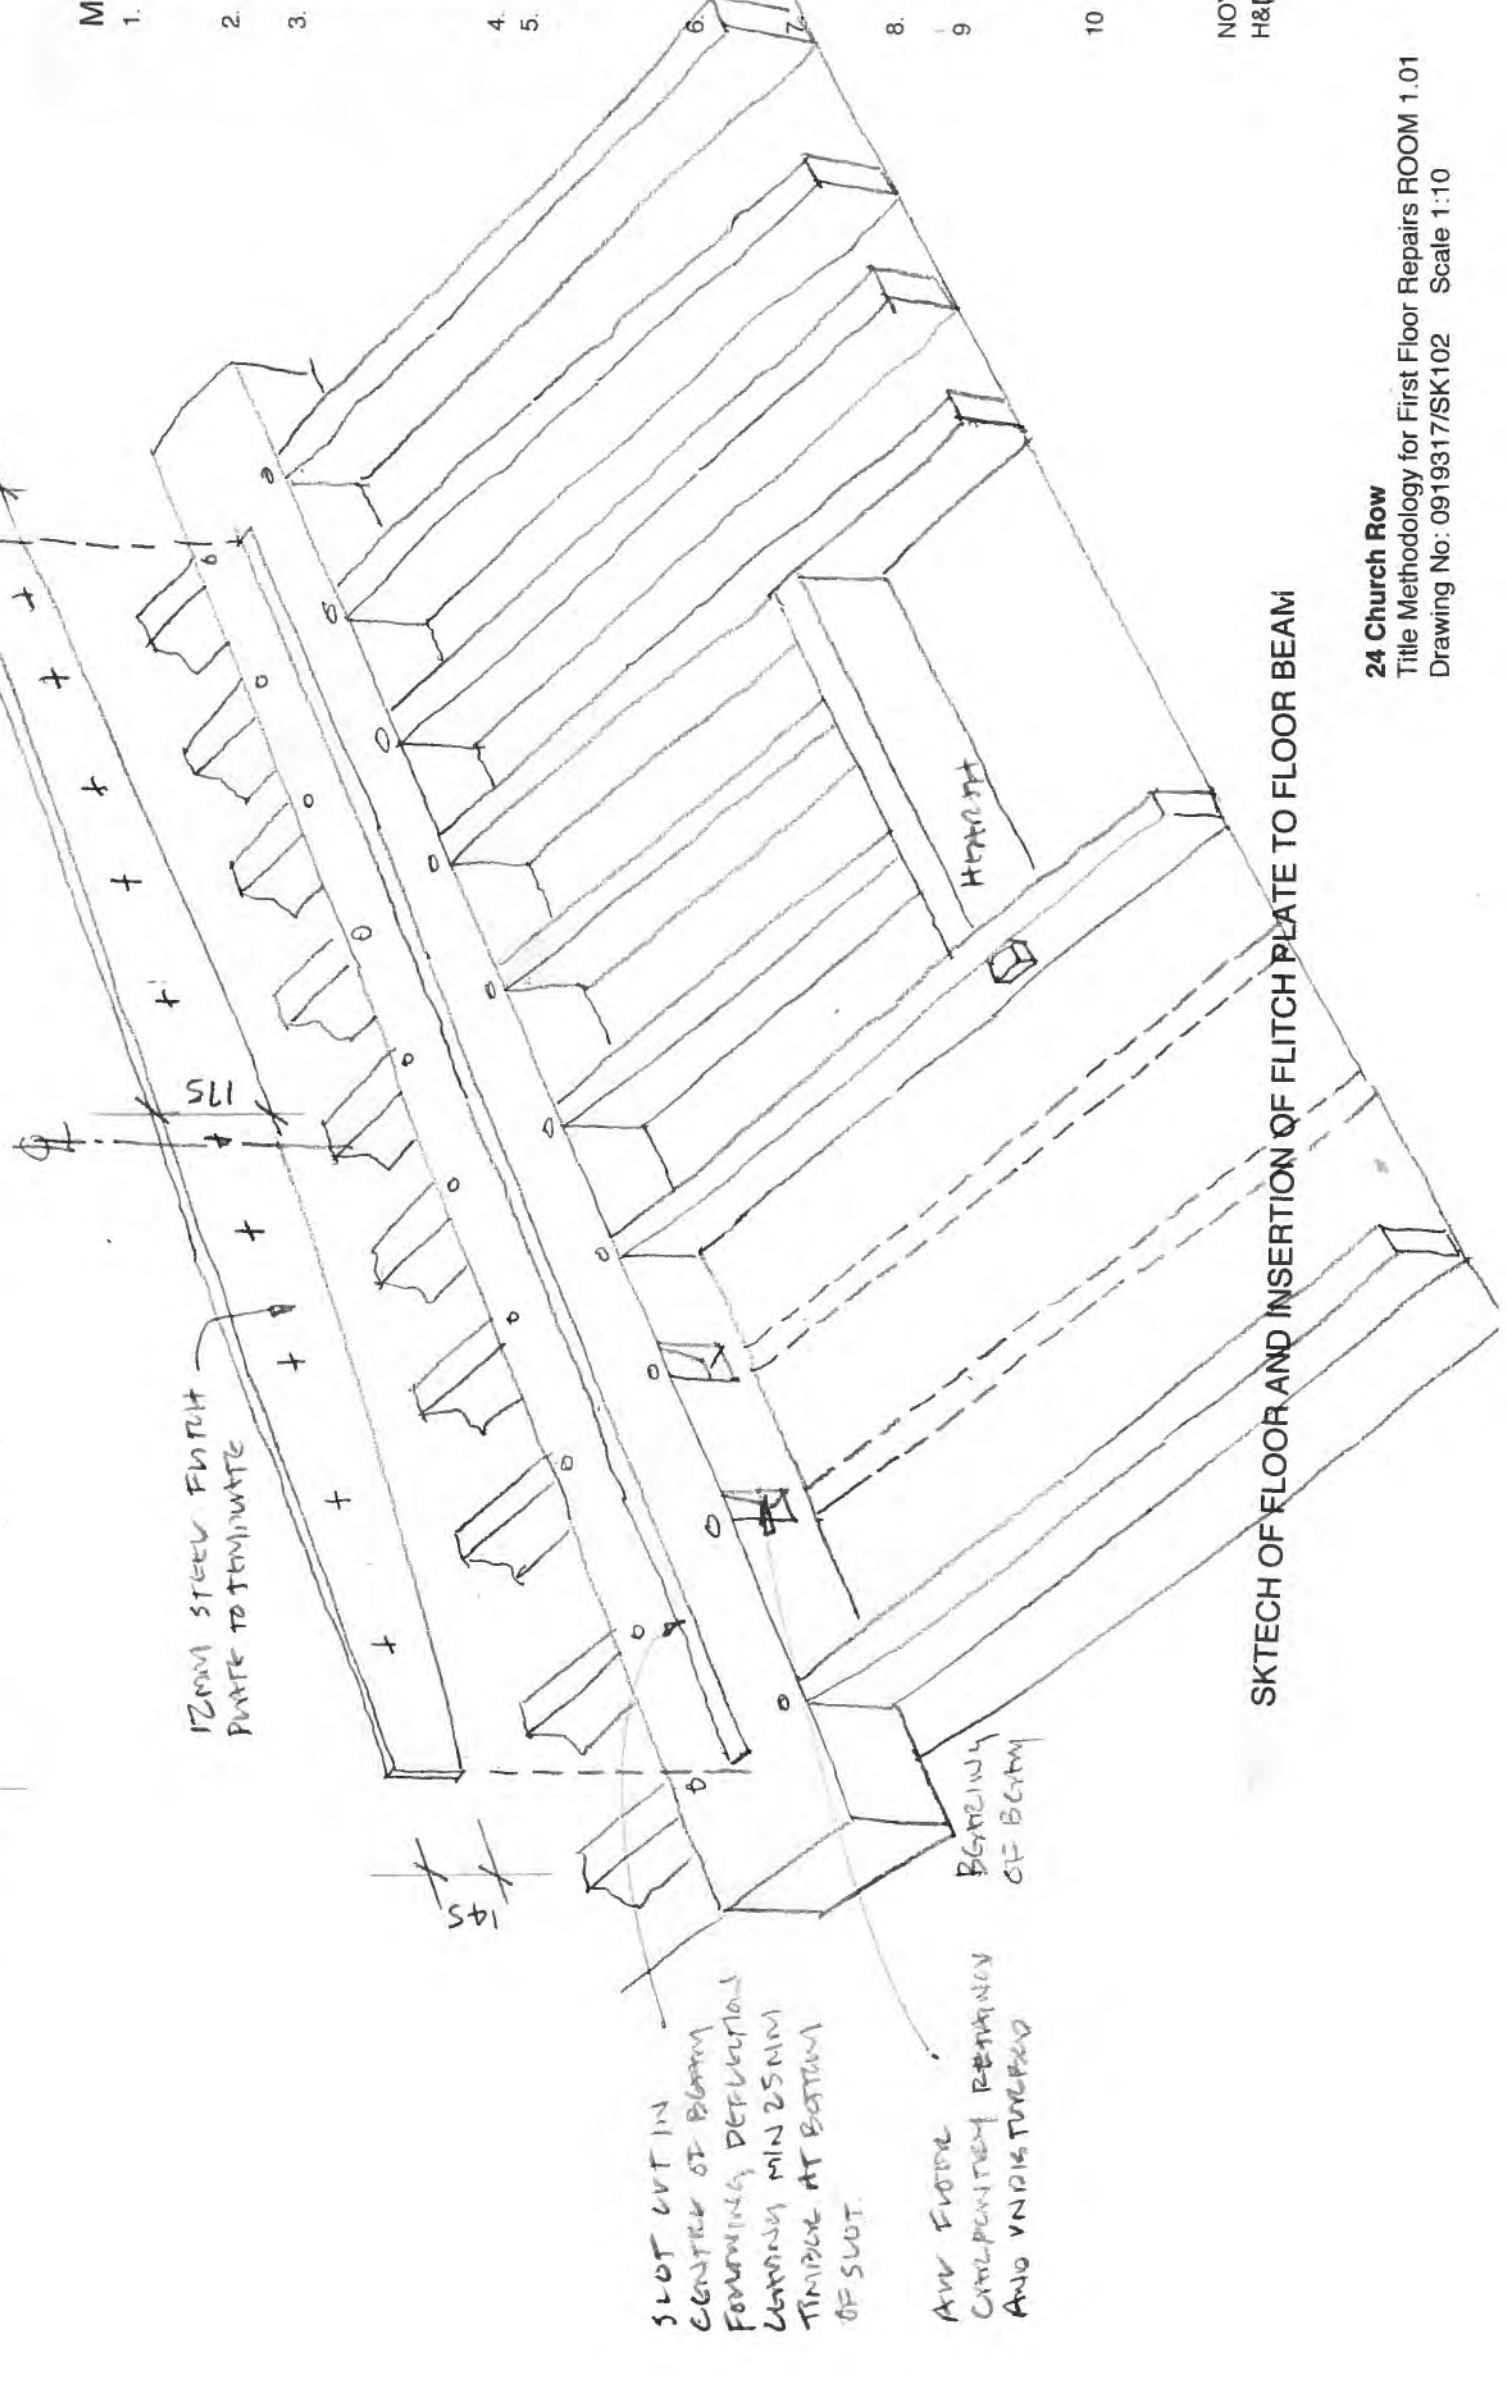 M
1.
2.
3.
4.
5.
6.
7.
8.
9
10
NO
H&D
12MM STEEL FLITCH
PLATE TO TERMINATE
175
145
SLOT CUT IN
CENTRE OF BEAM
FOLLOWING DEFLECTION
LEAVING MIN 25MM
TIMBER AT BOTTOM
OF SLOT.
ALL FLOOR
CARPENTRY RETAINED
AND UNDISTURBED
BEARING
OF BEAM
HEARTH
SKTECH OF FLOOR AND INSERTION OF FLITCH PLATE TO FLOOR BEAM
24 Church Row
Title Methodology for First Floor Repairs ROOM 1.01
Drawing No: 0919317/SK102 Scale 1:10